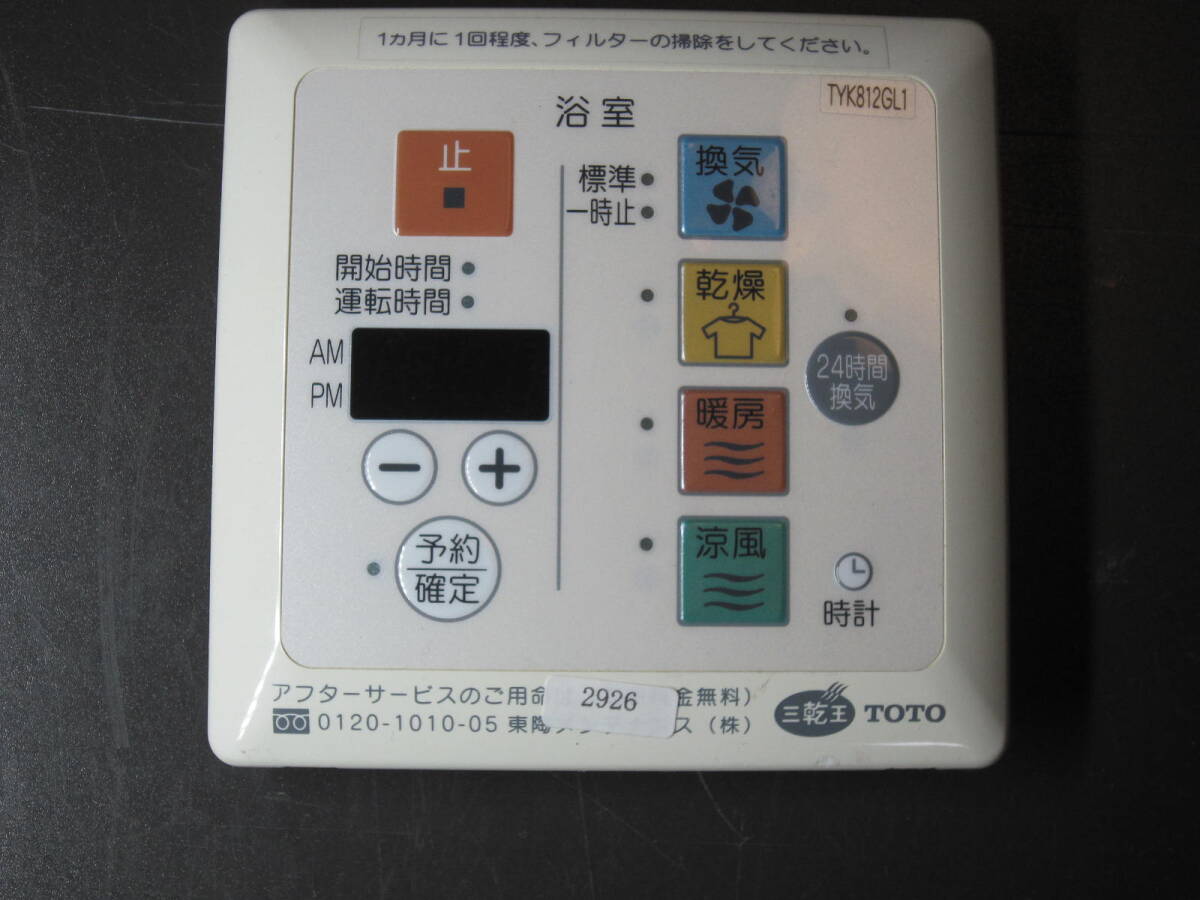 1ヵ月に1回程度、フィルターの掃除をしてください。
TYK812GL1
浴室
止
換気
標準
一時止
開始時間
運転時間
乾燥
AM
PM
24時間
換気
暖房
予約
確定
涼風
時計
アフターサービスのご用命は 金無料)
2926
0120-1010-05 東陶 ス(株)
三乾王 TOTO